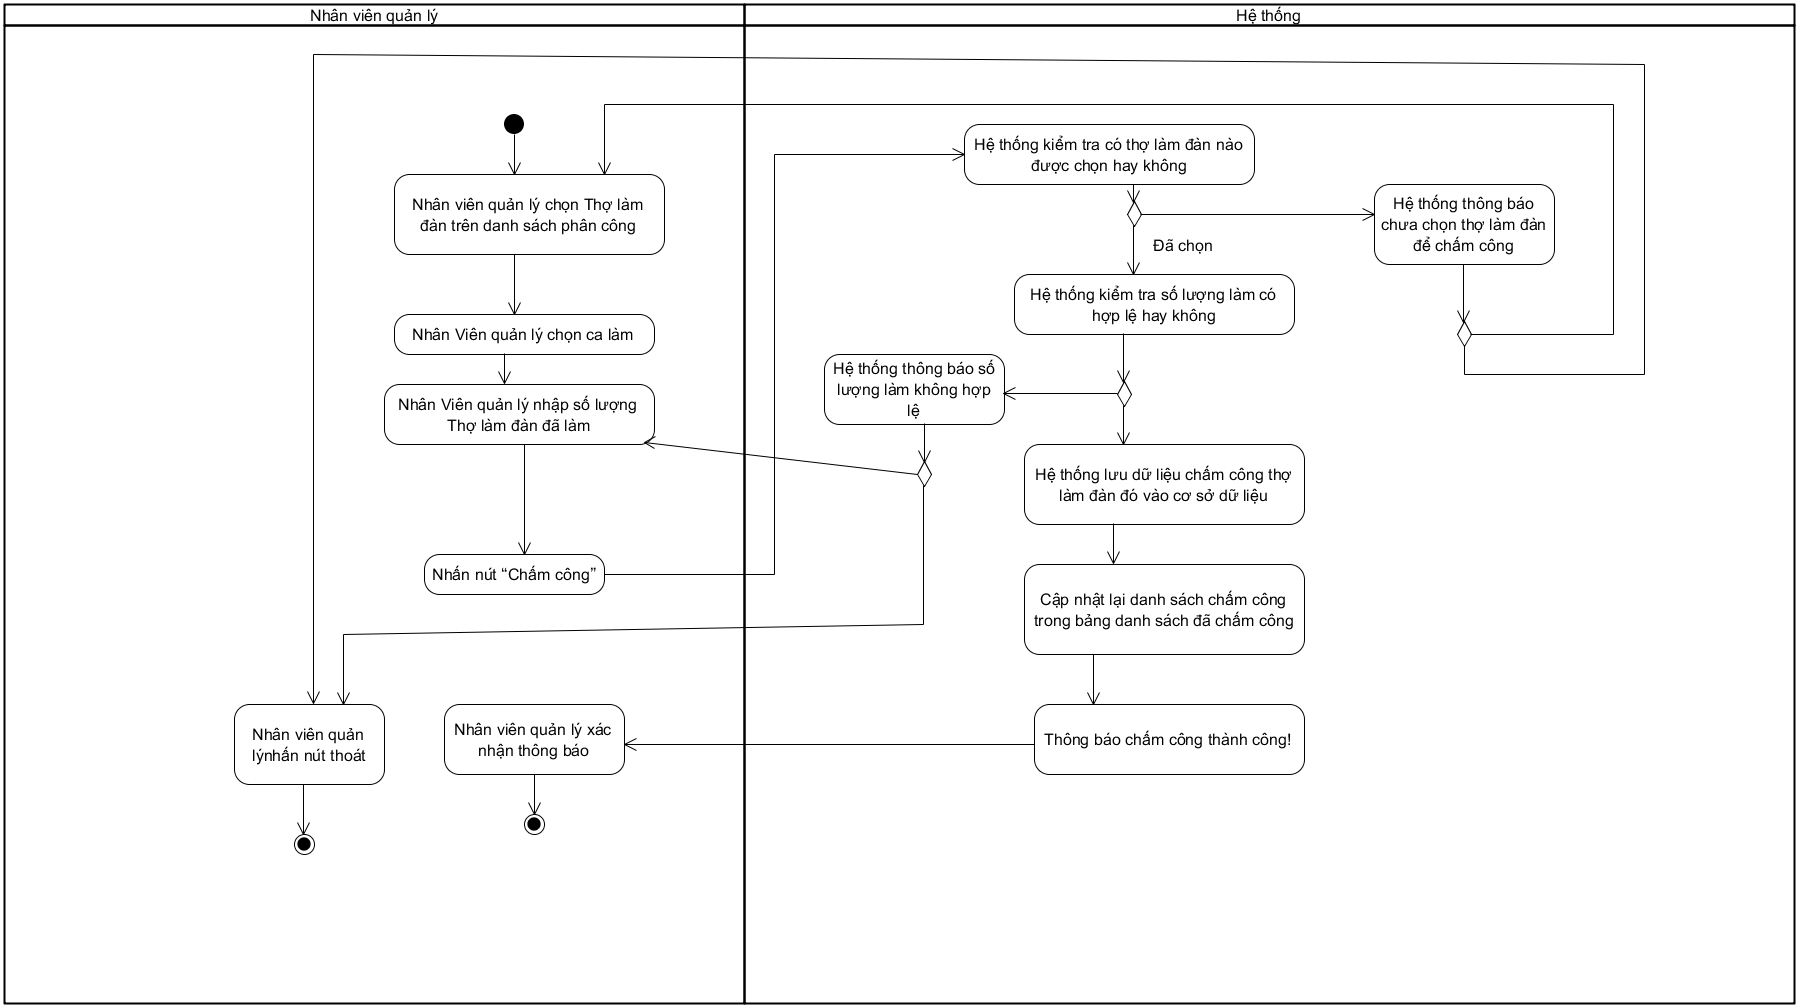 Nhân viên quản lý
Hệ thống
Hệ thống kiểm tra có thợ làm đàn nào
được chọn hay không
Nhân viên quản lý chọn Thợ làm
đàn trên danh sách phân công
Hệ thống thông báo
chưa chọn thợ làm đàn
để chấm công
Đã chọn
Hệ thống kiểm tra số lượng làm có
hợp lệ hay không
Nhân Viên quản lý chọn ca làm
Hệ thống thông báo số
lượng làm không hợp
lệ
Nhân Viên quản lý nhập số lượng
Thợ làm đàn đã làm
Hệ thống lưu dữ liệu chấm công thợ
làm đàn đó vào cơ sở dữ liệu
Nhấn nút “Chấm công”
Cập nhật lại danh sách chấm công
trong bảng danh sách đã chấm công
Nhân viên quản
lýnhấn nút thoát
Nhân viên quản lý xác
nhận thông báo
Thông báo chấm công thành công!